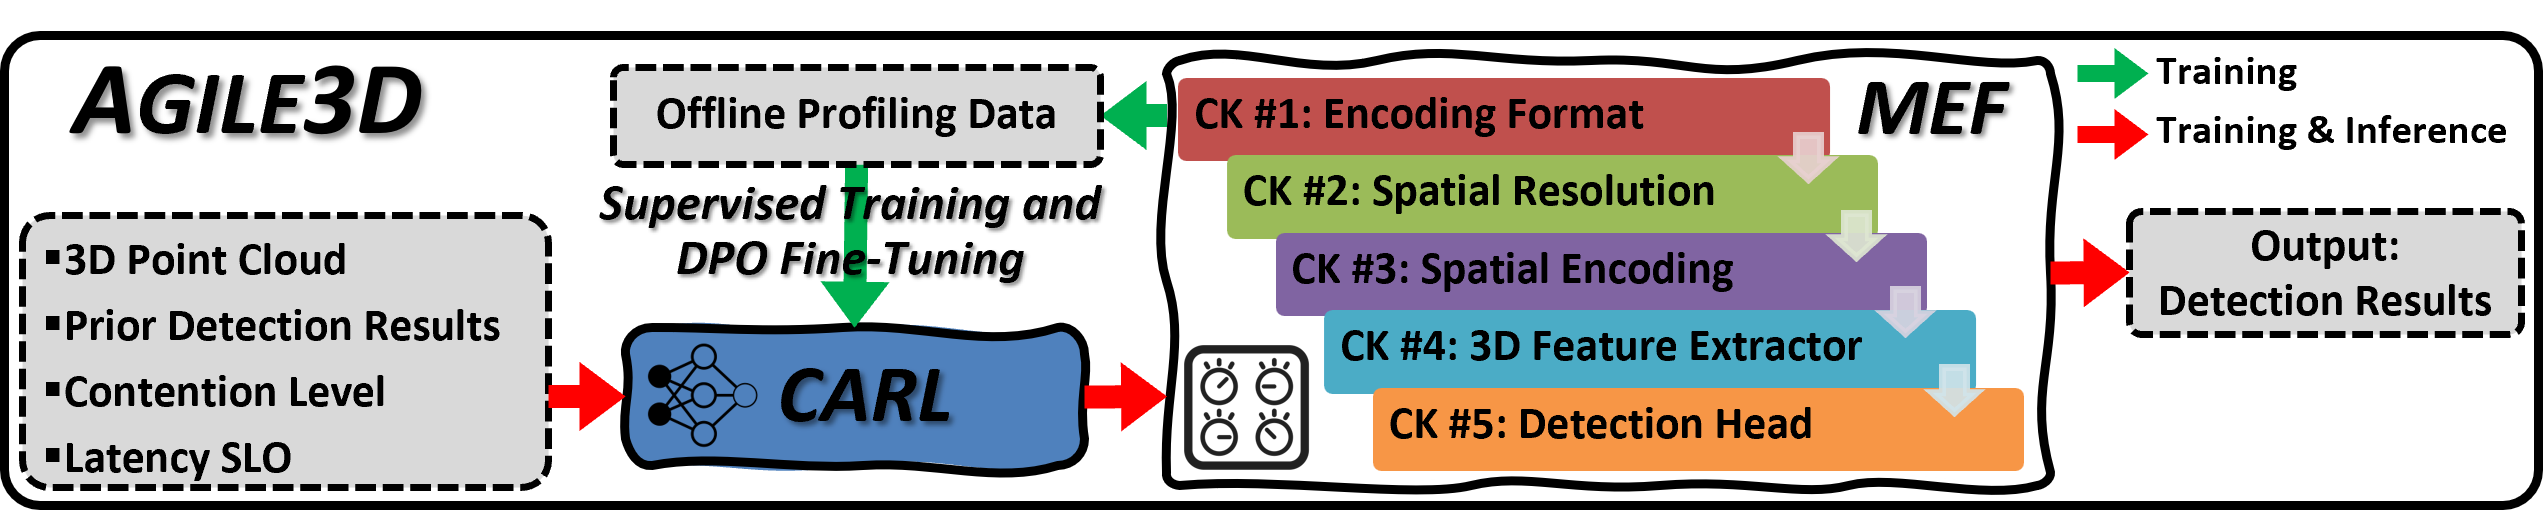 AGILE3D
▪3D Point Cloud
▪Prior Detection Results
▪Contention Level
▪Latency SLO
Offline Profiling Data
Supervised Training and
DPO Fine-Tuning
CARL
MEF
CK #1: Encoding Format
CK #2: Spatial Resolution
CK #3: Spatial Encoding
CK #4: 3D Feature Extractor
CK #5: Detection Head
Training
Training & Inference
Output:
Detection Results